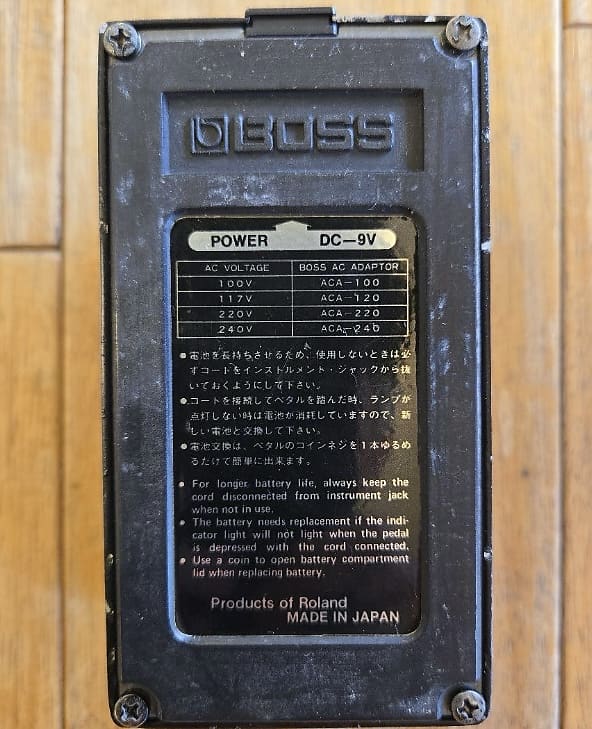 BOSS
POWER DC-9V
AC VOLTAGE BOSS AC ADAPTOR
100V ACA-100
117V ACA-120
220V ACA-220
240V ACA-240
●電池を長持ちさせるため、使用しないときは必
ずコードをインストルメント・ジャックから抜
いておくようにして下さい。
●コードを接続してペタルを踏んだ時、ランプが
点灯しない時は電池が消耗していますので、新
しい電池と交換して下さい。
●電池交換は、ペタルのコインネジを1本ゆるめ
るだけで簡単に出来ます。
● For longer battery life, always keep the
cord disconnected from instrument jack
when not in use.
● The battery needs replacement if the indi-
cator light will not light when the pedal
is depressed with the cord connected.
● Use a coin to open battery compartment
lid when replacing battery.
Products of Roland
MADE IN JAPAN